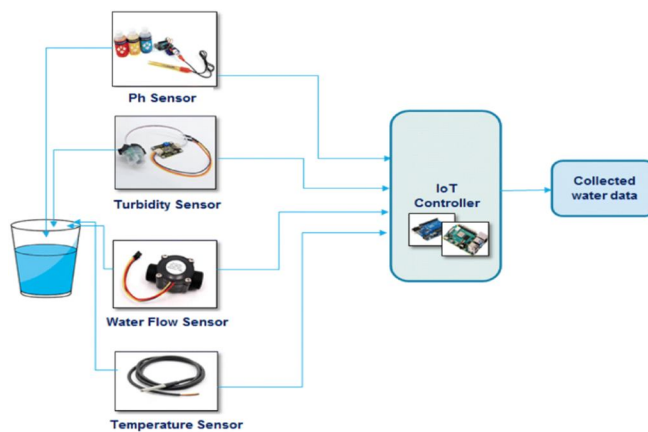 Ph Sensor
Turbidity Sensor
Water Flow Sensor
Temperature Sensor
IoT
Controller
Collected
water data